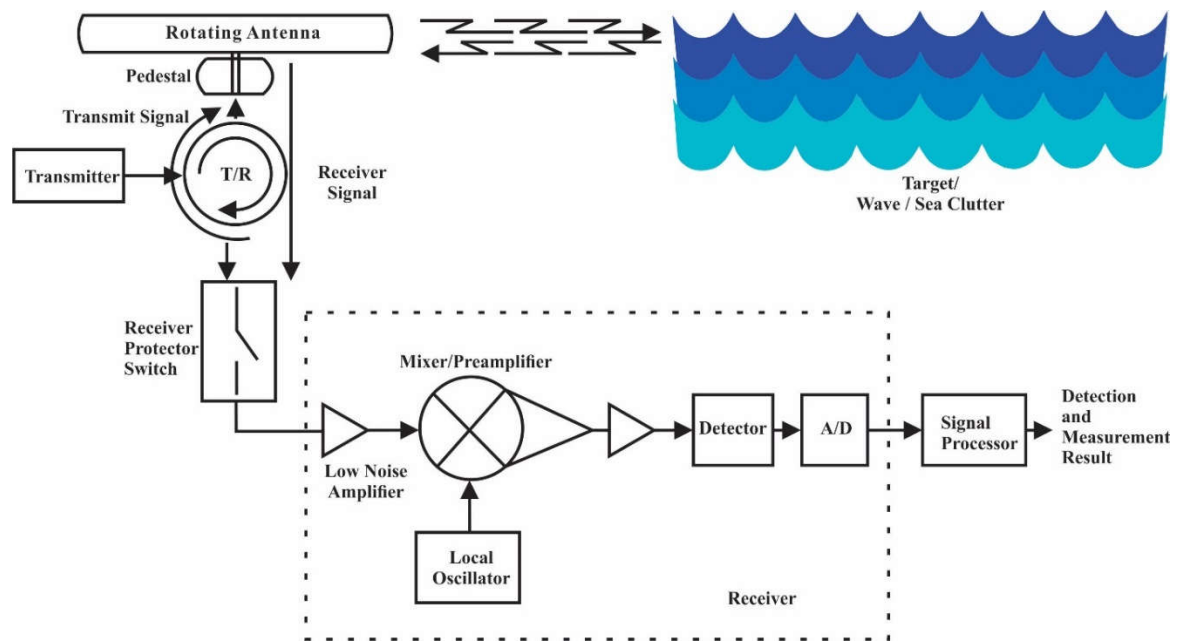 Rotating Antenna
Pedestal
Transmit Signal
Transmitter
T/R
Receiver
Signal
Target/
Wave / Sea Clutter
Receiver
Protector
Switch
Mixer/Preamplifier
Low Noise
Amplifier
Detector
A/D
Signal
Processor
Detection
and
Measurement
Result
Local
Oscillator
Receiver